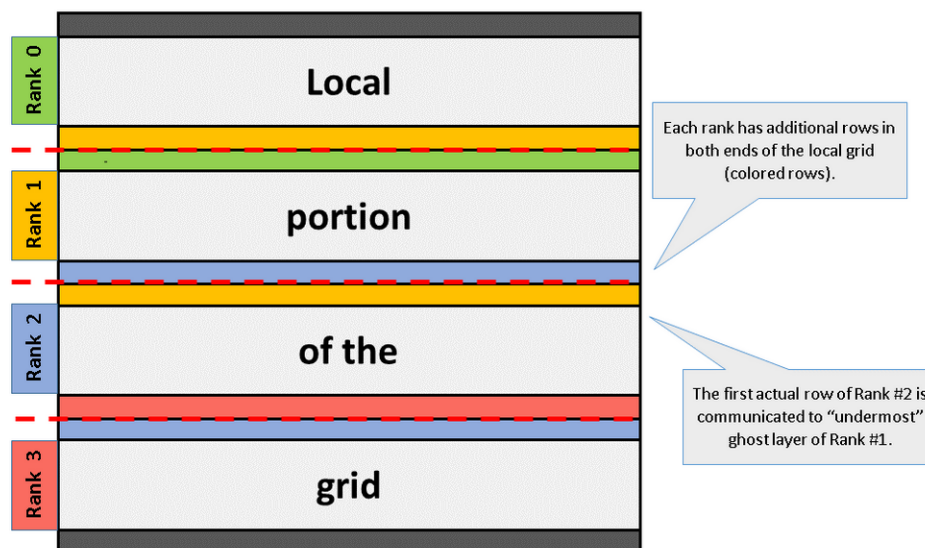 Rank 0
Local
Rank 1
portion
Rank 2
of the
Rank 3
grid
Each rank has additional rows in
both ends of the local grid
(colored rows).
The first actual row of Rank #2 is
communicated to “undermost”
ghost layer of Rank #1.